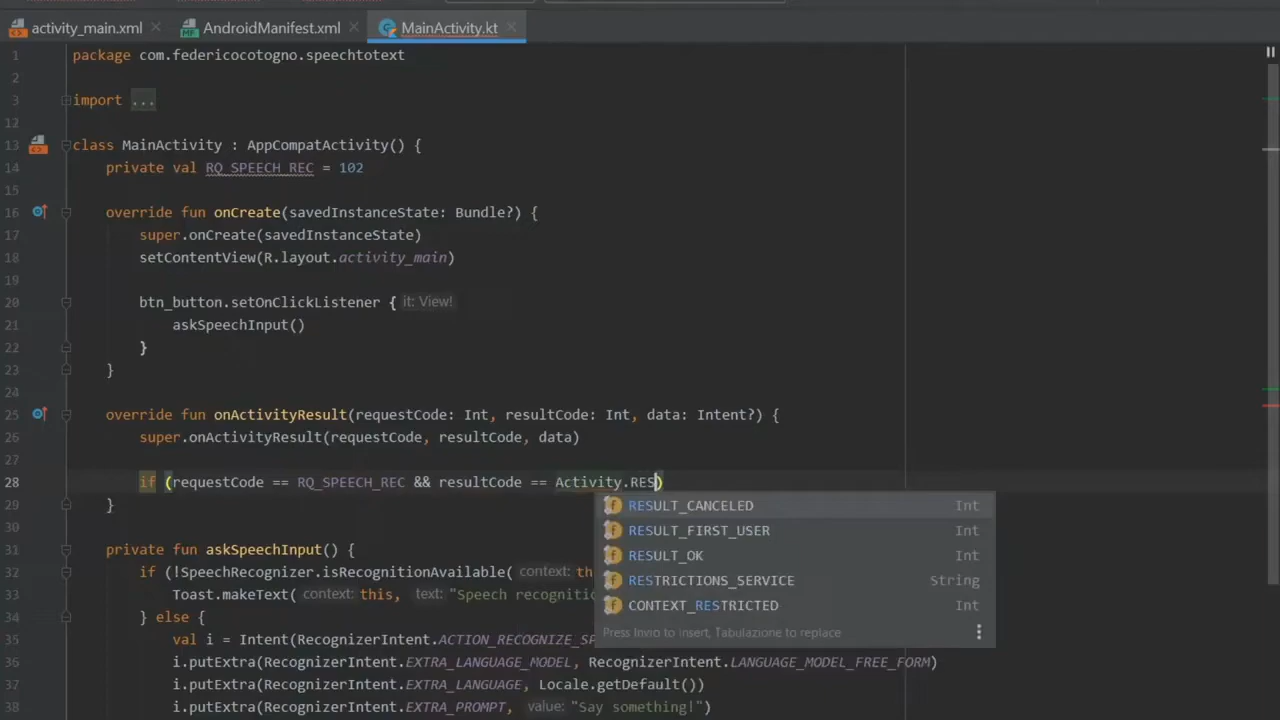 activity_main.xml AndroidManifest.xml MainActivity.kt
1 package com.federicocotogno.speechtotext
2
3 import ...
12
13 class MainActivity : AppCompatActivity() {
14 private val RQ_SPEECH_REC = 102
15
16 override fun onCreate(savedInstanceState: Bundle?) {
17 super.onCreate(savedInstanceState)
18 setContentView(R.layout.activity_main)
19
20 btn_button.setOnClickListener { it: View!
21 askSpeechInput()
22 }
23 }
24
25 override fun onActivityResult(requestCode: Int, resultCode: Int, data: Intent?) {
26 super.onActivityResult(requestCode, resultCode, data)
27
28 if (requestCode == RQ_SPEECH_REC && resultCode == Activity.RES)
RESULT_CANCELED Int
29 }
RESULT_FIRST_USER Int
30
RESULT_OK Int
31 private fun askSpeechInput() {
32 if (!SpeechRecognizer.isRecognitionAvailable( context: th
RESTRICTIONS_SERVICE String
33 Toast.makeText( context: this, text: "Speech recognitio
CONTEXT_RESTRICTED Int
34 } else {
Press Invio to insert, Tabulazione to replace
35 val i = Intent(RecognizerIntent.ACTION_RECOGNIZE_SP
36 i.putExtra(RecognizerIntent.EXTRA_LANGUAGE_MODEL, RecognizerIntent.LANGUAGE_MODEL_FREE_FORM)
37 i.putExtra(RecognizerIntent.EXTRA_LANGUAGE, Locale.getDefault())
38 i.putExtra(RecognizerIntent.EXTRA_PROMPT, value: "Say something!")